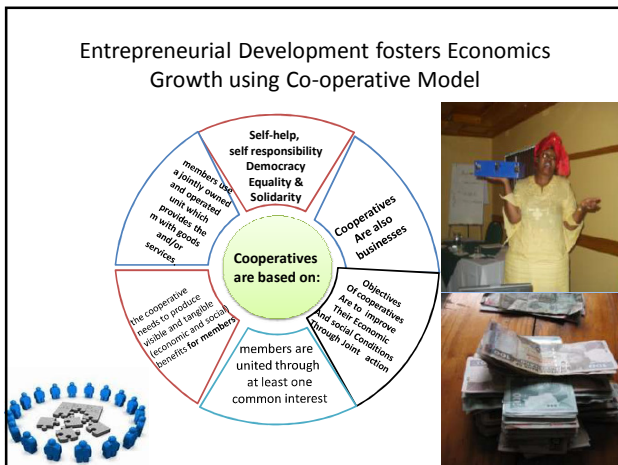 Entrepreneurial Development fosters Economics
Growth using Co-operative Model
Self-help,
self responsibility
Democracy
Equality &
Solidarity
Cooperatives
Are also
businesses
Objectives
Of cooperatives
Are to improve
Their Economic
And social Conditions
Through Joint action
members are
united through
at least one
common interest
the cooperative
needs to produce
visible and tangible
(economic and social)
benefits for members,
members use
a jointly owned
and operated
unit which
provides the
m with goods
and/or
services,
Cooperatives
are based on: